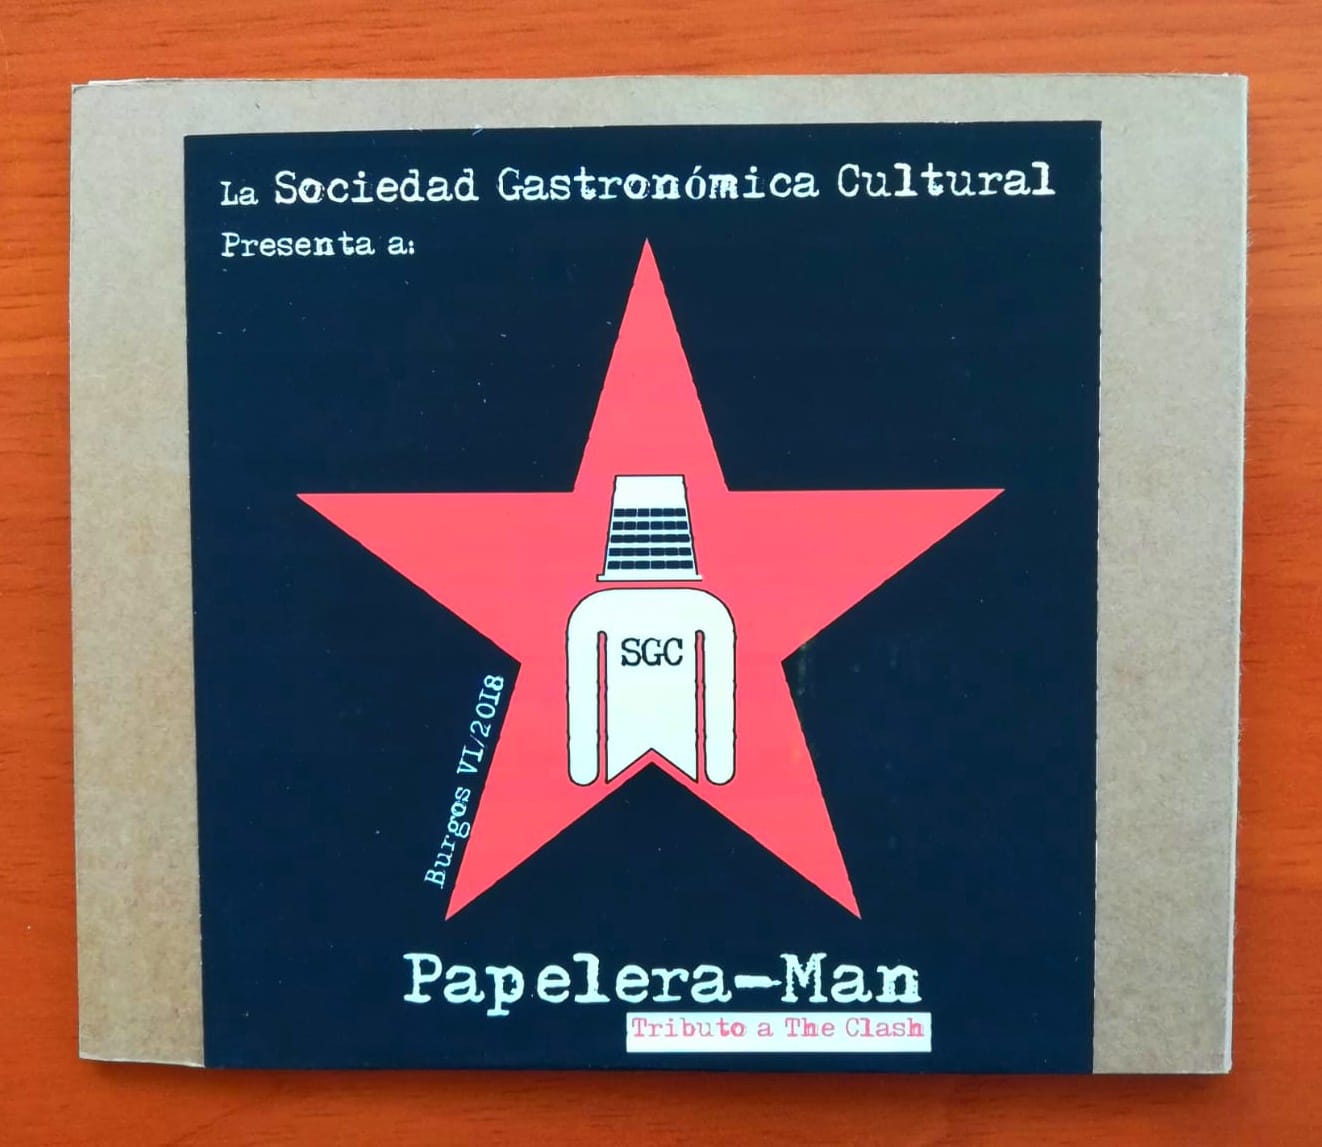 La Sociedad Gastronómica Cultural
Presenta a:
SGC
Burgos VI/2018
Papelera-Man
Tributo a The Clash